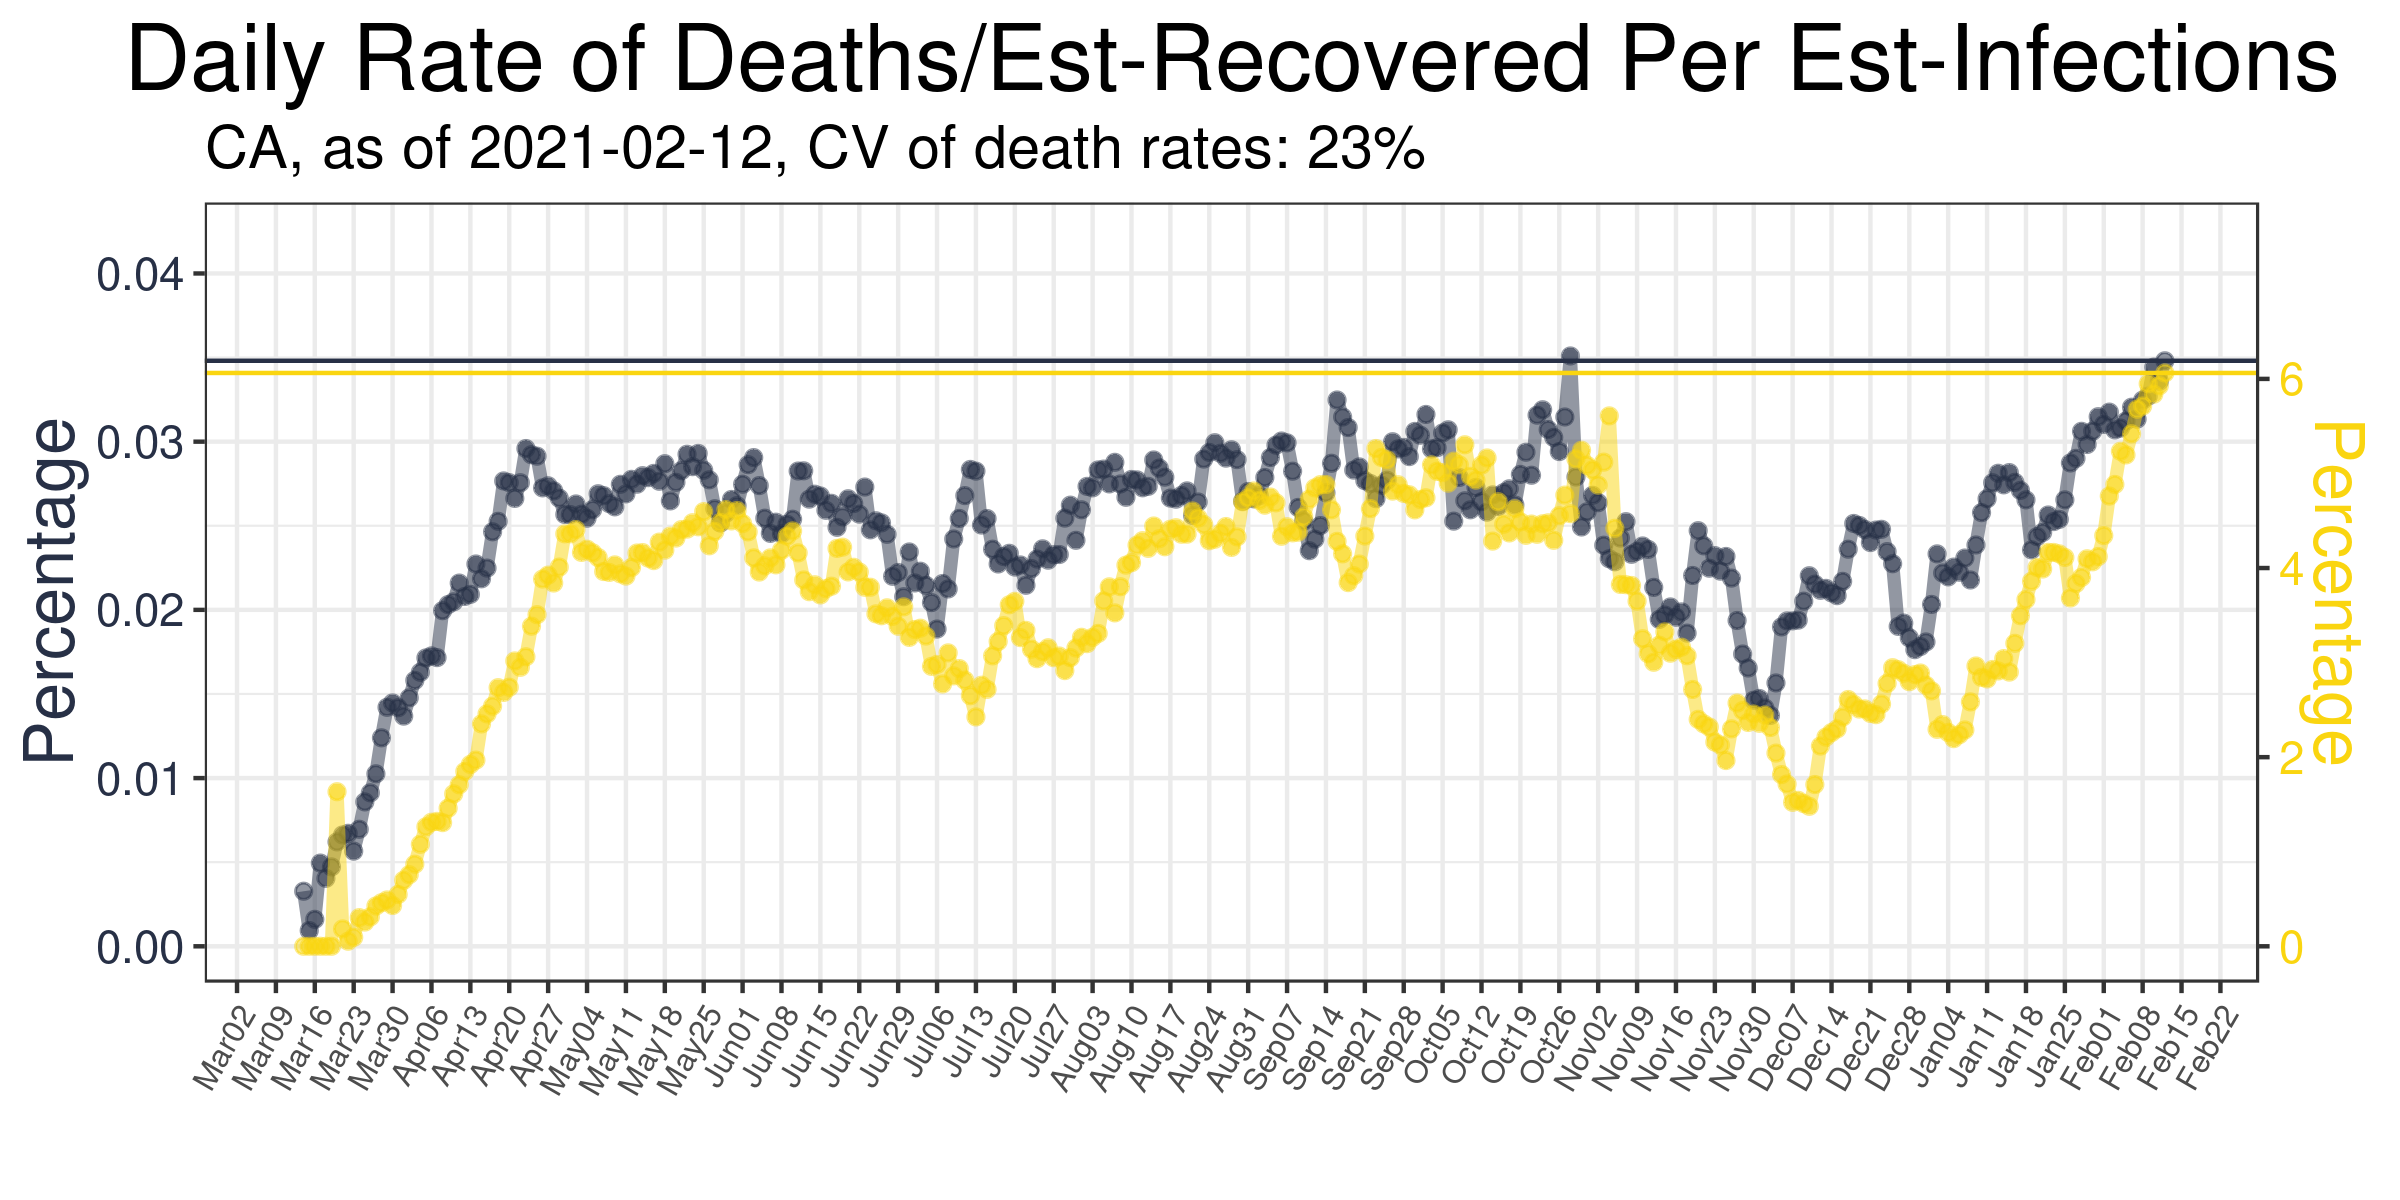 Daily Rate of Deaths/Est-Recovered Per Est-Infections
CA, as of 2021-02-12, CV of death rates: 23%
Percentage
0.04
0.03
0.02
0.01
0.00
6
4
2
0
Percentage
Mar02
Mar09
Mar16
Mar23
Mar30
Apr06
Apr13
Apr20
Apr27
May04
May11
May18
May25
Jun01
Jun08
Jun15
Jun22
Jun29
Jul06
Jul13
Jul20
Jul27
Aug03
Aug10
Aug17
Aug24
Aug31
Sep07
Sep14
Sep21
Sep28
Oct05
Oct12
Oct19
Oct26
Nov02
Nov09
Nov16
Nov23
Nov30
Dec07
Dec14
Dec21
Dec28
Jan04
Jan11
Jan18
Jan25
Feb01
Feb08
Feb15
Feb22